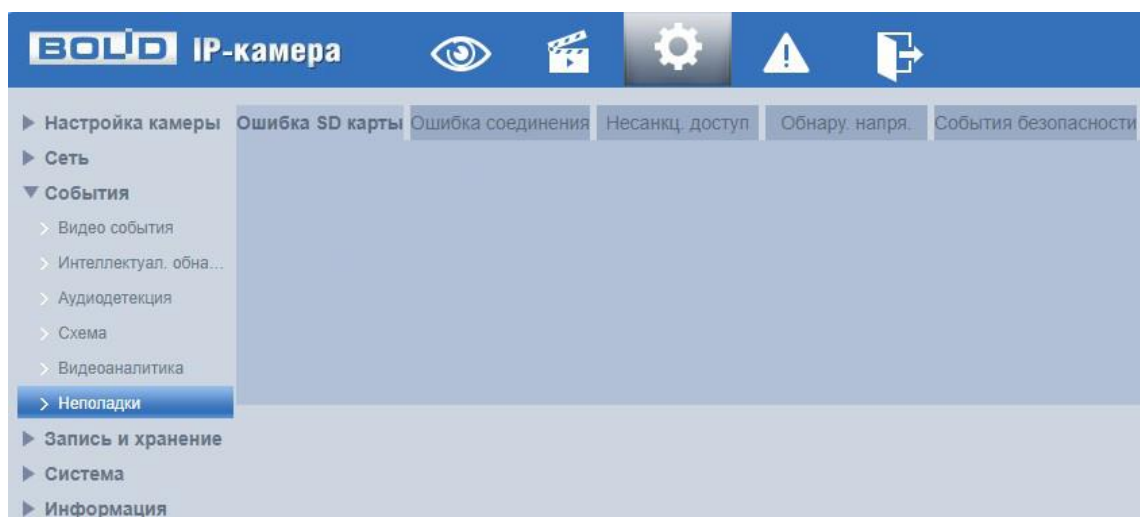 BOLID IP-камера
Настройка камеры
Сеть
События
Видео события
Интеллектуал. обна...
Аудиодетекция
Схема
Видеоаналитика
Неполадки
Запись и хранение
Система
Информация
Ошибка SD карты Ошибка соединения Несанкц. доступ Обнару. напря. События безопасности